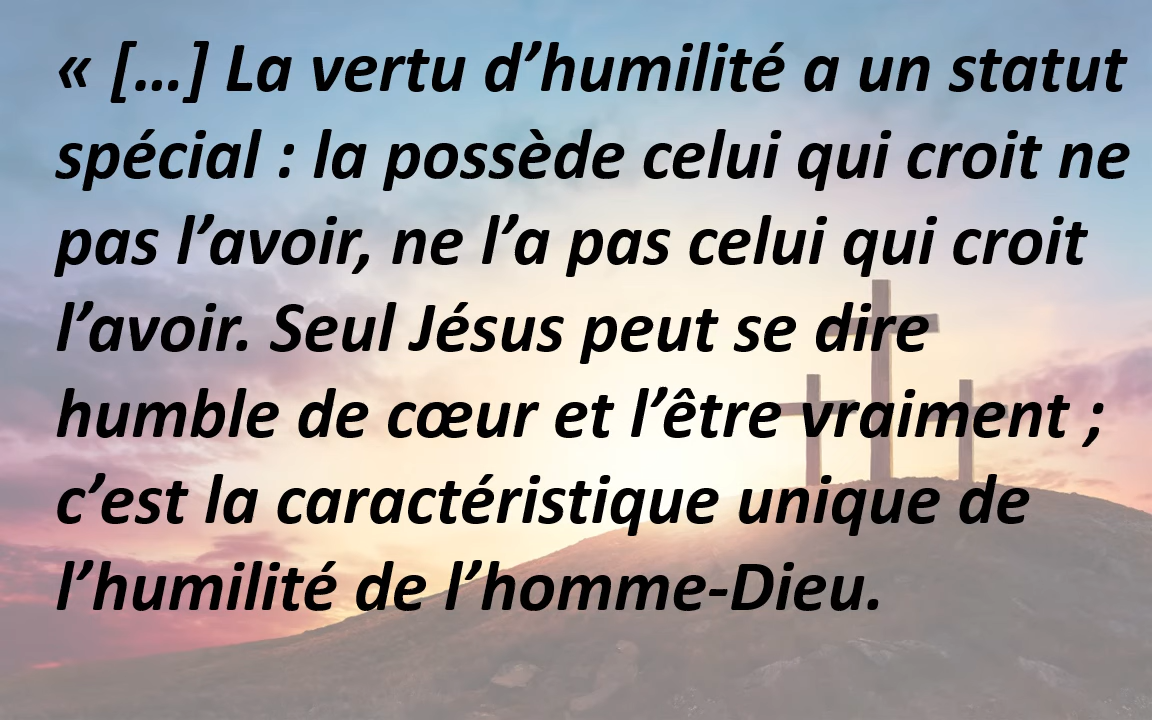 « […] La vertu d’humilité a un statut
spécial : la possède celui qui croit ne
pas l’avoir, ne l’a pas celui qui croit
l’avoir. Seul Jésus peut se dire
humble de cœur et l’être vraiment ;
c’est la caractéristique unique de
l’humilité de l’homme-Dieu.